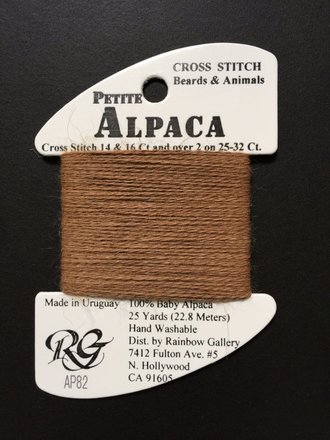 CROSS STITCH
Beards & Animals
PETITE
ALPACA
Cross Stitch 14 & 16 Ct and over 2 on 25-32 Ct.
Made in Uruguay
100% Baby Alpaca
25 Yards (22.8 Meters)
Hand Washable
Dist. by Rainbow Gallery
7412 Fulton Ave. #5
N. Hollywood
CA 91605
RG
AP82